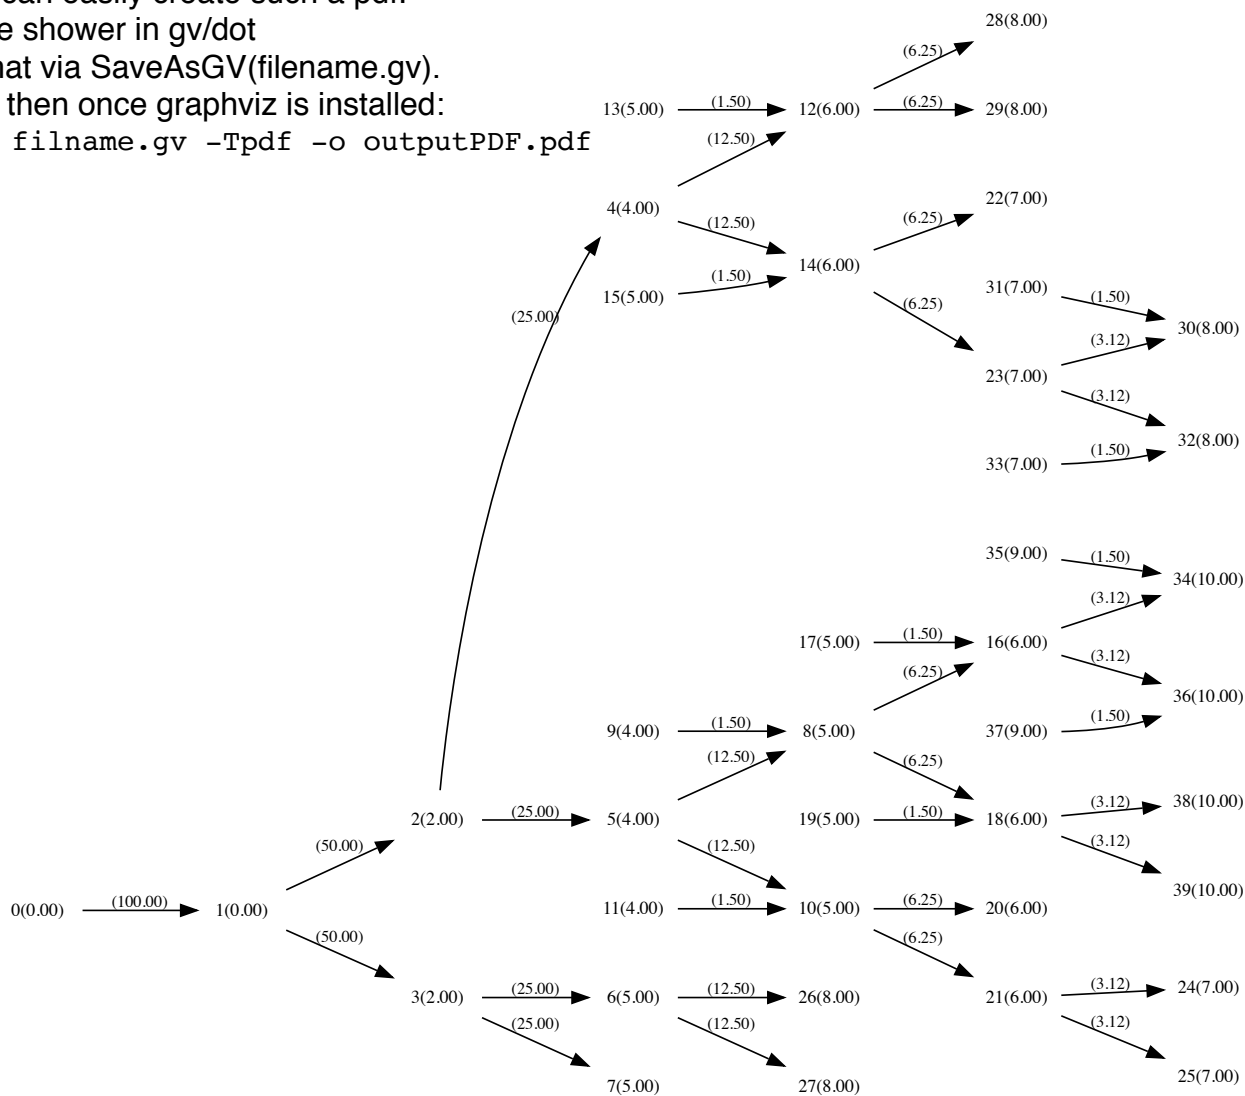 can easily create such a pdf.
e shower in gv/dot
nat via SaveAsGV(filename.gv).
then once graphviz is installed:
filname.gv -Tpdf -o outputPDF.pdf
28(8.00)
(6.25)
13(5.00) (1.50) 12(6.00) (6.25) 29(8.00)
(12.50)
4(4.00) (12.50) (6.25) 22(7.00)
14(6.00)
15(5.00) (1.50) (6.25) 31(7.00) (1.50)
(25.00)
30(8.00)
(3.12)
23(7.00)
(3.12)
32(8.00)
33(7.00) (1.50)
35(9.00) (1.50)
34(10.00)
(3.12)
17(5.00) (1.50) 16(6.00) (3.12)
(6.25)
36(10.00)
9(4.00) (1.50) 8(5.00) 37(9.00) (1.50)
(12.50) (6.25)
38(10.00)
2(2.00) (25.00) 5(4.00) 19(5.00) (1.50) 18(6.00) (3.12)
(50.00) (12.50) (3.12)
39(10.00)
0(0.00) (100.00) 1(0.00) 11(4.00) (1.50) 10(5.00) (6.25) 20(6.00)
(50.00) (6.25)
3(2.00) (25.00) 6(5.00) (12.50) 26(8.00) 21(6.00) (3.12) 24(7.00)
(25.00) (12.50) (3.12)
7(5.00) 27(8.00) 25(7.00)